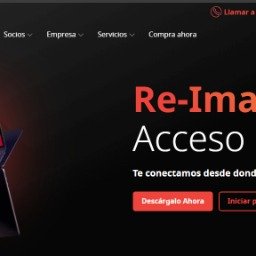 Llamar a
Socios Empresa Servicios Compra ahora
Re-Ima
Acceso
Te conectamos desde dond
Descárgalo Ahora Iniciar p